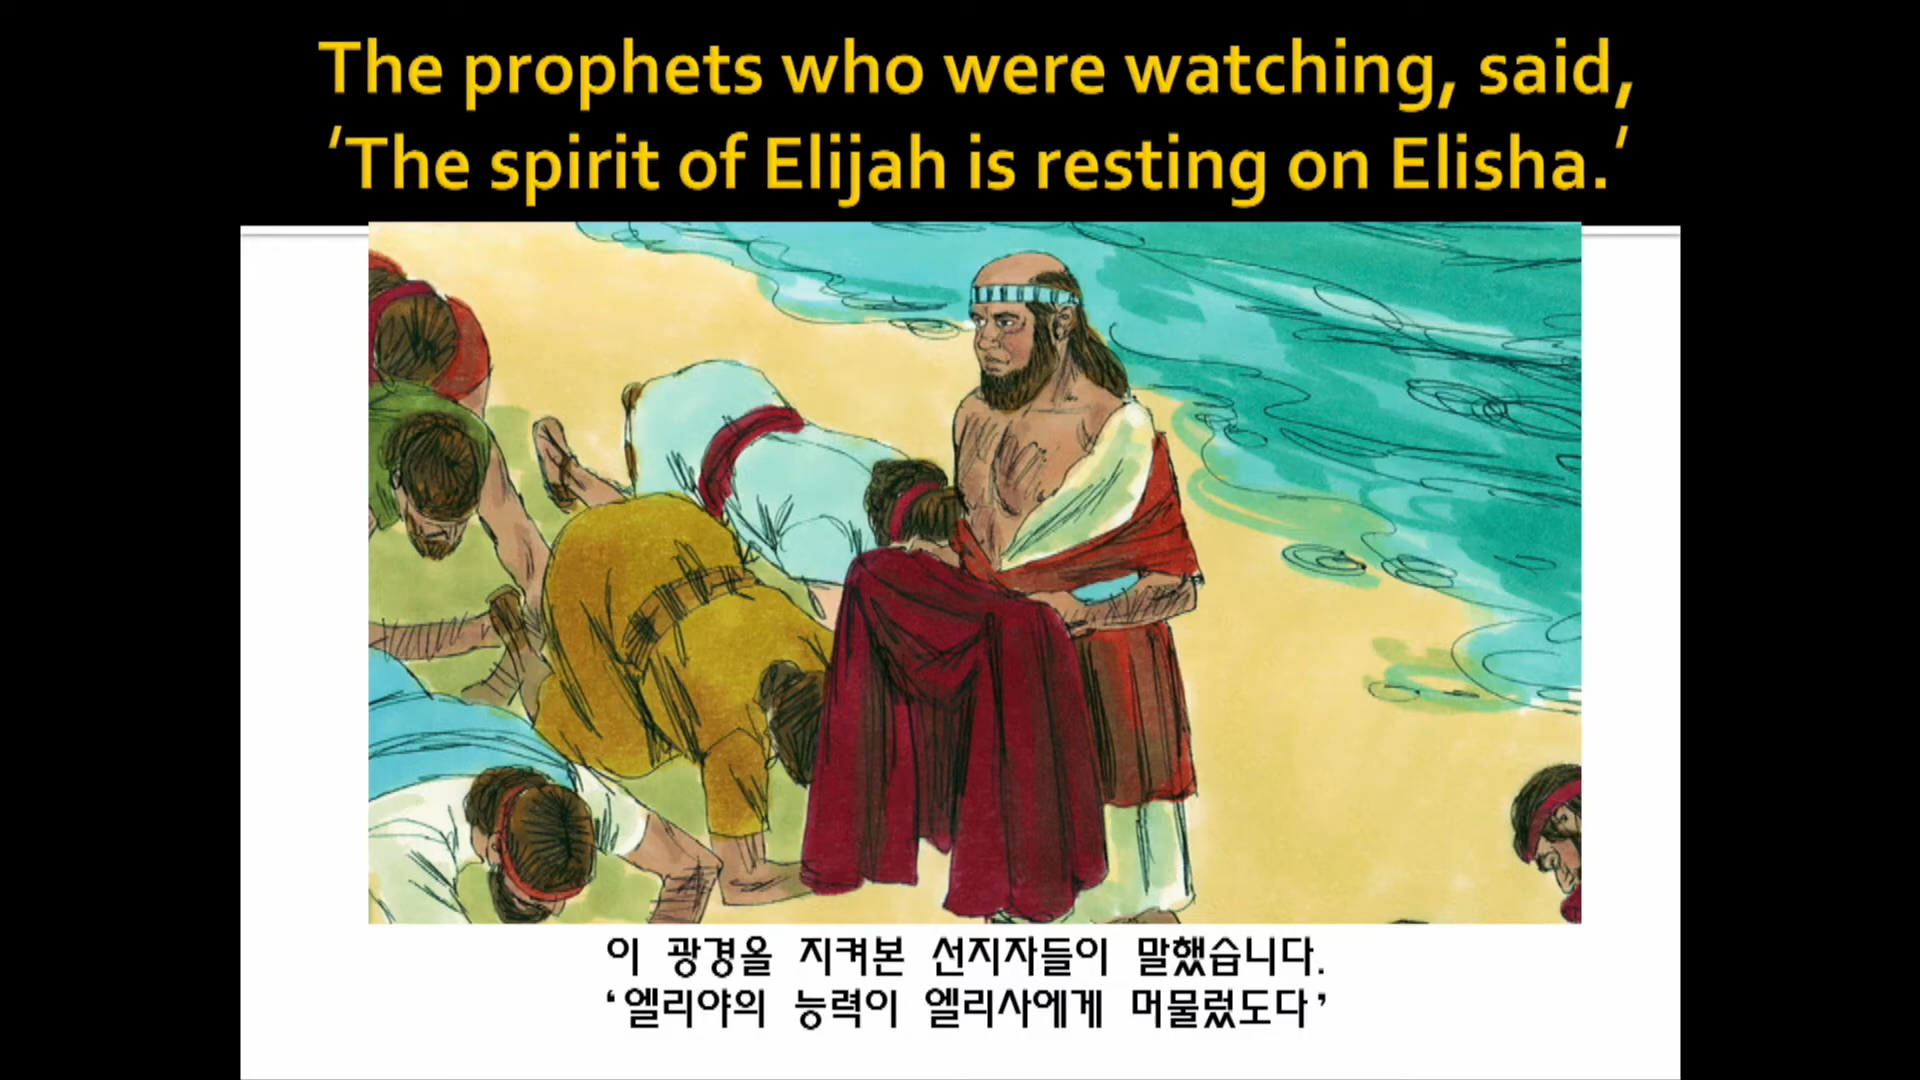 The prophets who were watching, said,
'The spirit of Elijah is resting on Elisha.'
이 광경을 지켜본 선지자들이 말했습니다.
‘엘리야의 능력이 엘리사에게 머물렀도다’